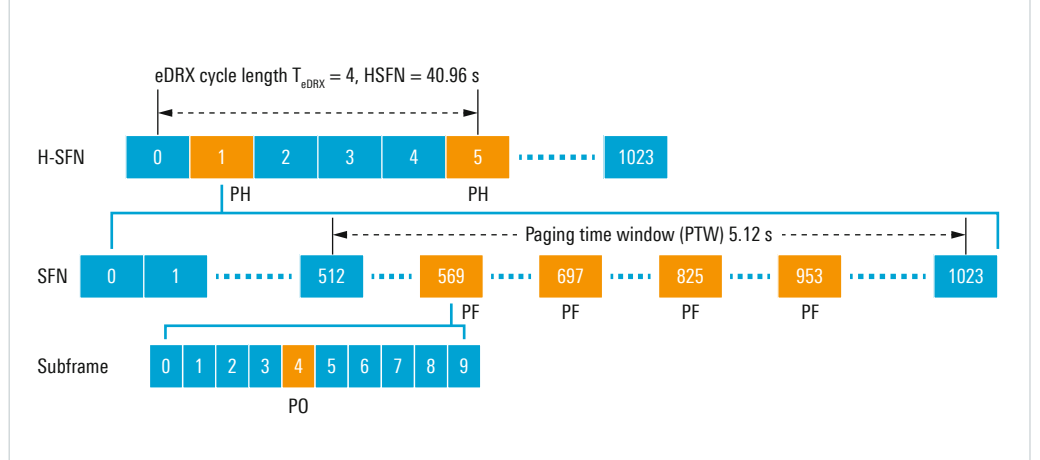 eDRX cycle length TeDRX = 4, HSFN = 40.96 s
H-SFN 0 1 2 3 4 5 1023
PH PH
Paging time window (PTW) 5.12 s
SFN 0 1 512 569 697 825 953 1023
PF PF PF PF
Subframe 0 1 2 3 4 5 6 7 8 9
PO